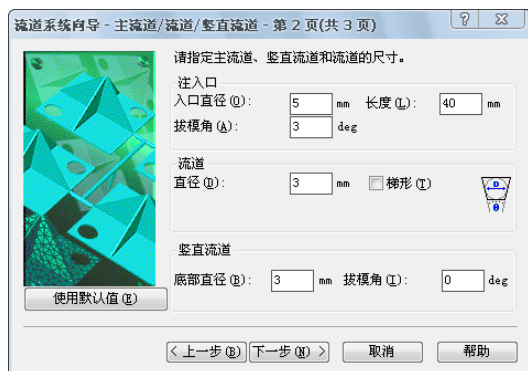 流道系统向导 - 主流道/流道/竖直流道 - 第 2 页(共 3 页)
请指定主流道、竖直流道和流道的尺寸。
注入口
入口直径(O): 5 mm 长度(L): 40 mm
拔模角(A): 3 deg
流道
直径(D): 3 mm 梯形(T)
D
θ
竖直流道
底部直径(B): 3 mm 拔模角(I): 0 deg
使用默认值(E)
< 上一步(B) 下一步(N) > 取消 帮助